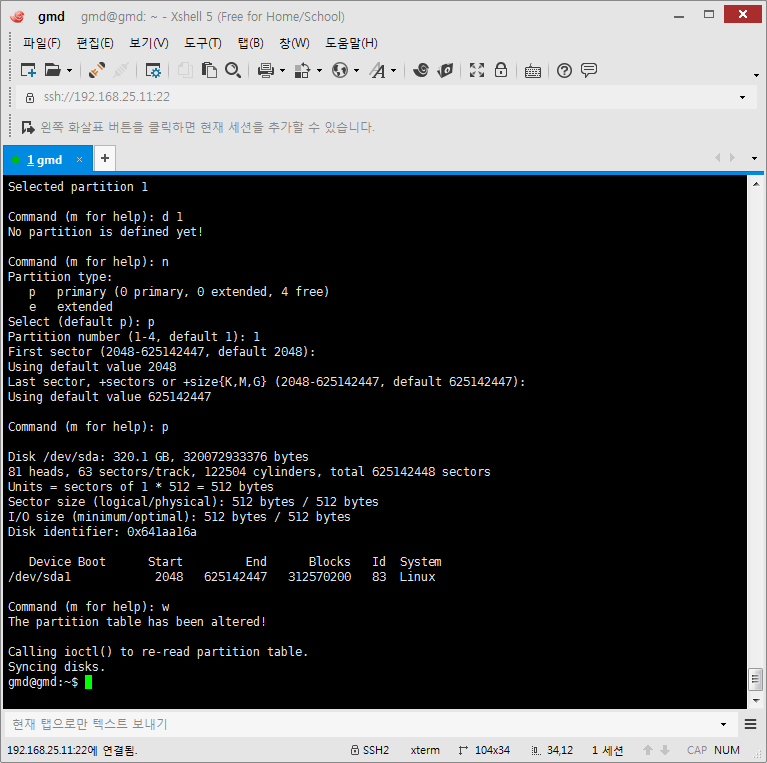 gmd gmd@gmd: ~ - Xshell 5 (Free for Home/School)
파일(F) 편집(E) 보기(V) 도구(T) 탭(B) 창(W) 도움말(H)
ssh://192.168.25.11:22
왼쪽 화살표 버튼을 클릭하면 현재 세션을 추가할 수 있습니다.
1 gmd × +
Selected partition 1
Command (m for help): d 1
No partition is defined yet!
Command (m for help): n
Partition type:
p primary (0 primary, 0 extended, 4 free)
e extended
Select (default p): p
Partition number (1-4, default 1): 1
First sector (2048-625142447, default 2048):
Using default value 2048
Last sector, +sectors or +size{K,M,G} (2048-625142447, default 625142447):
Using default value 625142447
Command (m for help): p
Disk /dev/sda: 320.1 GB, 320072933376 bytes
81 heads, 63 sectors/track, 122504 cylinders, total 625142448 sectors
Units = sectors of 1 * 512 = 512 bytes
Sector size (logical/physical): 512 bytes / 512 bytes
I/O size (minimum/optimal): 512 bytes / 512 bytes
Disk identifier: 0x641aa16a
Device Boot Start End Blocks Id System
/dev/sda1 2048 625142447 312570200 83 Linux
Command (m for help): w
The partition table has been altered!
Calling ioctl() to re-read partition table.
Syncing disks.
gmd@gmd:~$
현재 탭으로만 텍스트 보내기
192.168.25.11:22에 연결됨. SSH2 xterm 104x34 34,12 1 세션 CAP NUM